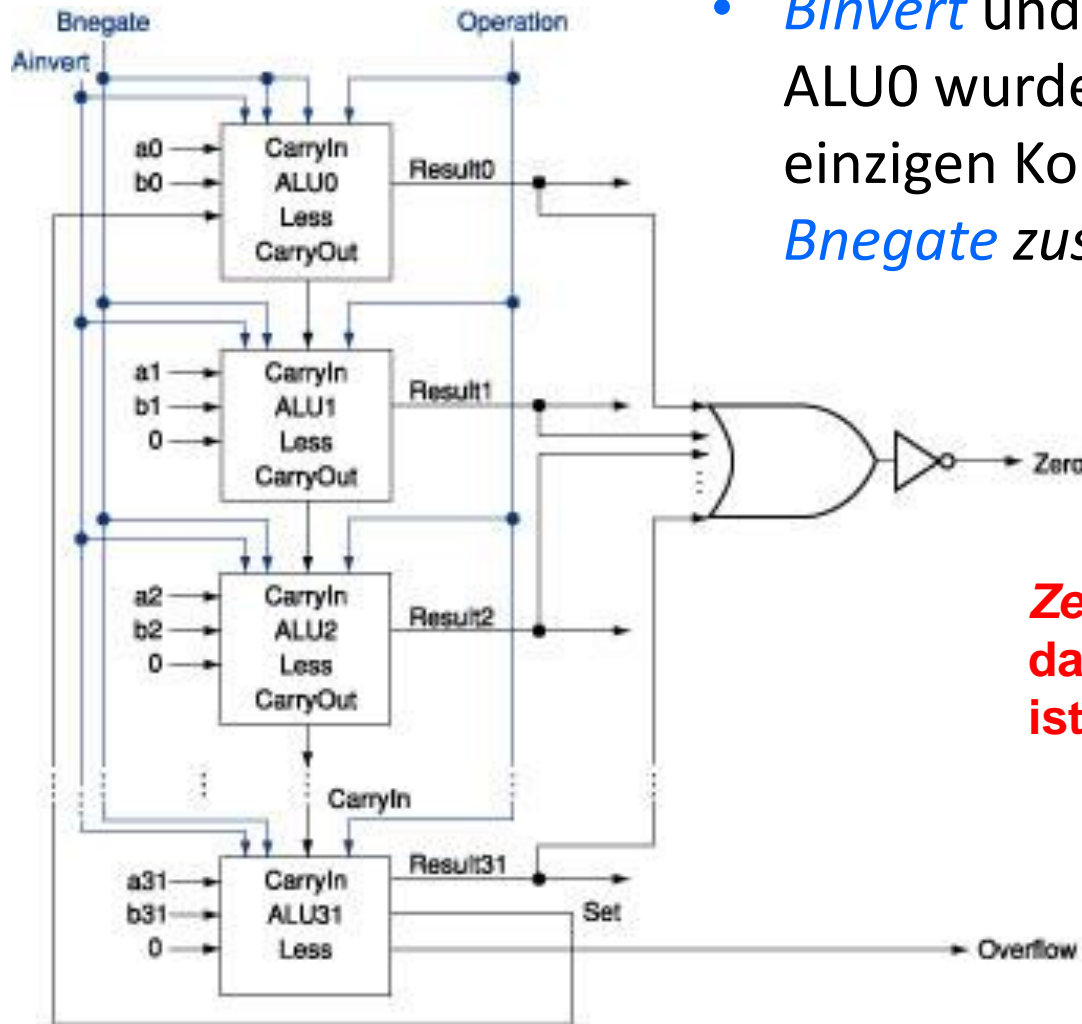 Bnegate
Operation
Ainvert
a0
b0
CarryIn
ALU0
Less
CarryOut
Result0
a1
b1
0
CarryIn
ALU1
Less
CarryOut
Result1
a2
b2
0
CarryIn
ALU2
Less
CarryOut
Result2
CarryIn
a31
b31
0
CarryIn
ALU31
Less
Result31
Set
Overflow
Zero
• Binvert und
ALU0 wurde
einzigen Ko
Bnegate zus
Ze
da
ist